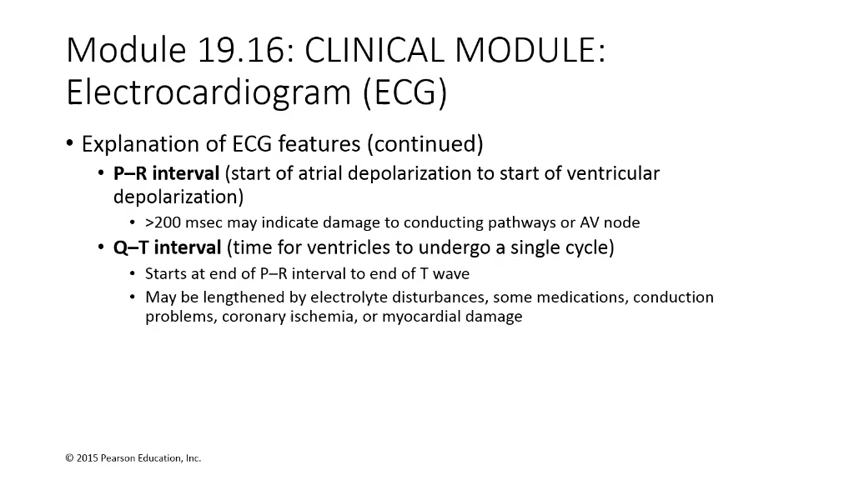 Module 19.16: CLINICAL MODULE:
Electrocardiogram (ECG)
• Explanation of ECG features (continued)
• P–R interval (start of atrial depolarization to start of ventricular
depolarization)
• >200 msec may indicate damage to conducting pathways or AV node
• Q–T interval (time for ventricles to undergo a single cycle)
• Starts at end of P–R interval to end of T wave
• May be lengthened by electrolyte disturbances, some medications, conduction
problems, coronary ischemia, or myocardial damage
© 2015 Pearson Education, Inc.